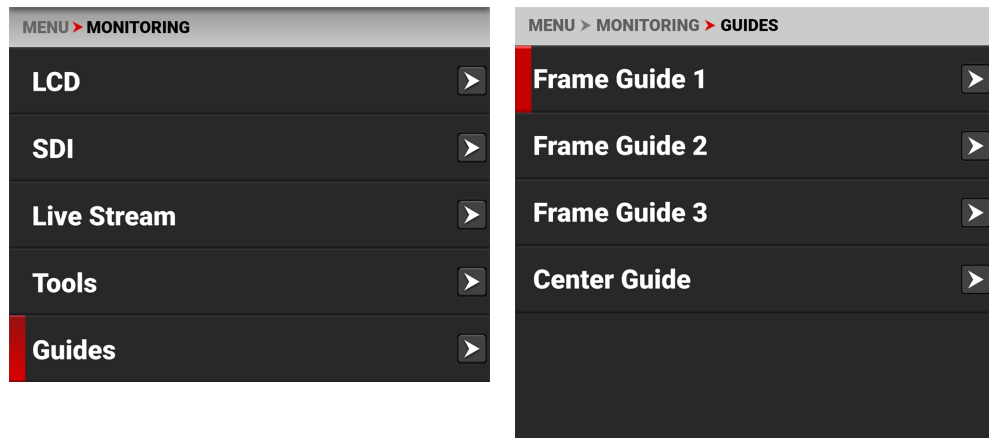 MENU ➤ MONITORING
LCD
SDI
Live Stream
Tools
Guides
MENU ➤ MONITORING ➤ GUIDES
Frame Guide 1
Frame Guide 2
Frame Guide 3
Center Guide